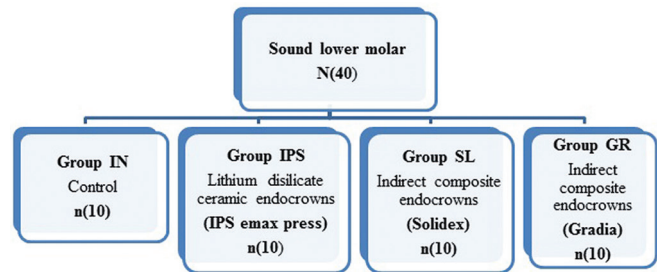 Sound lower molar
N(40)
Group IN
Control
n(10)
Group IPS
Lithium disilicate
ceramic endocrowns
(IPS emax press)
n(10)
Group SL
Indirect composite
endocrowns
(Solidex)
n(10)
Group GR
Indirect
composite
endocrowns
(Gradia)
n(10)